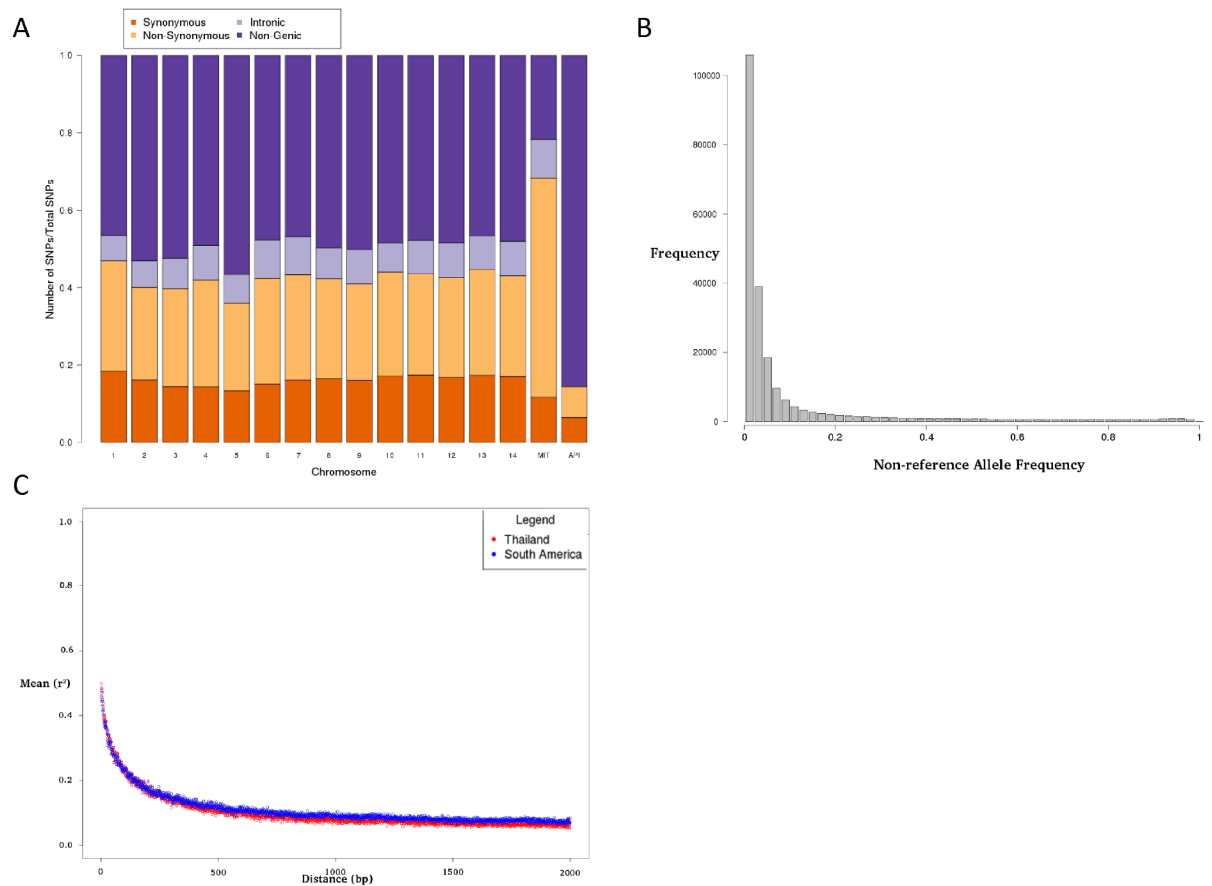 A
Synonymous
Non-Synonymous
Intronic
Non-Genic
Number of SNPs/Total SNPs
1.0
0.8
0.6
0.4
0.2
0.0
1 2 3 4 5 6 7 8 9 10 11 12 13 14 MIT API
Chromosome
B
Frequency
100000
80000
60000
40000
20000
0
0 0.2 0.4 0.6 0.8 1
Non-reference Allele Frequency
C
Legend
Thailand
South America
Mean (r²)
1.0
0.8
0.6
0.4
0.2
0.0
0 500 1000 1500 2000
Distance (bp)